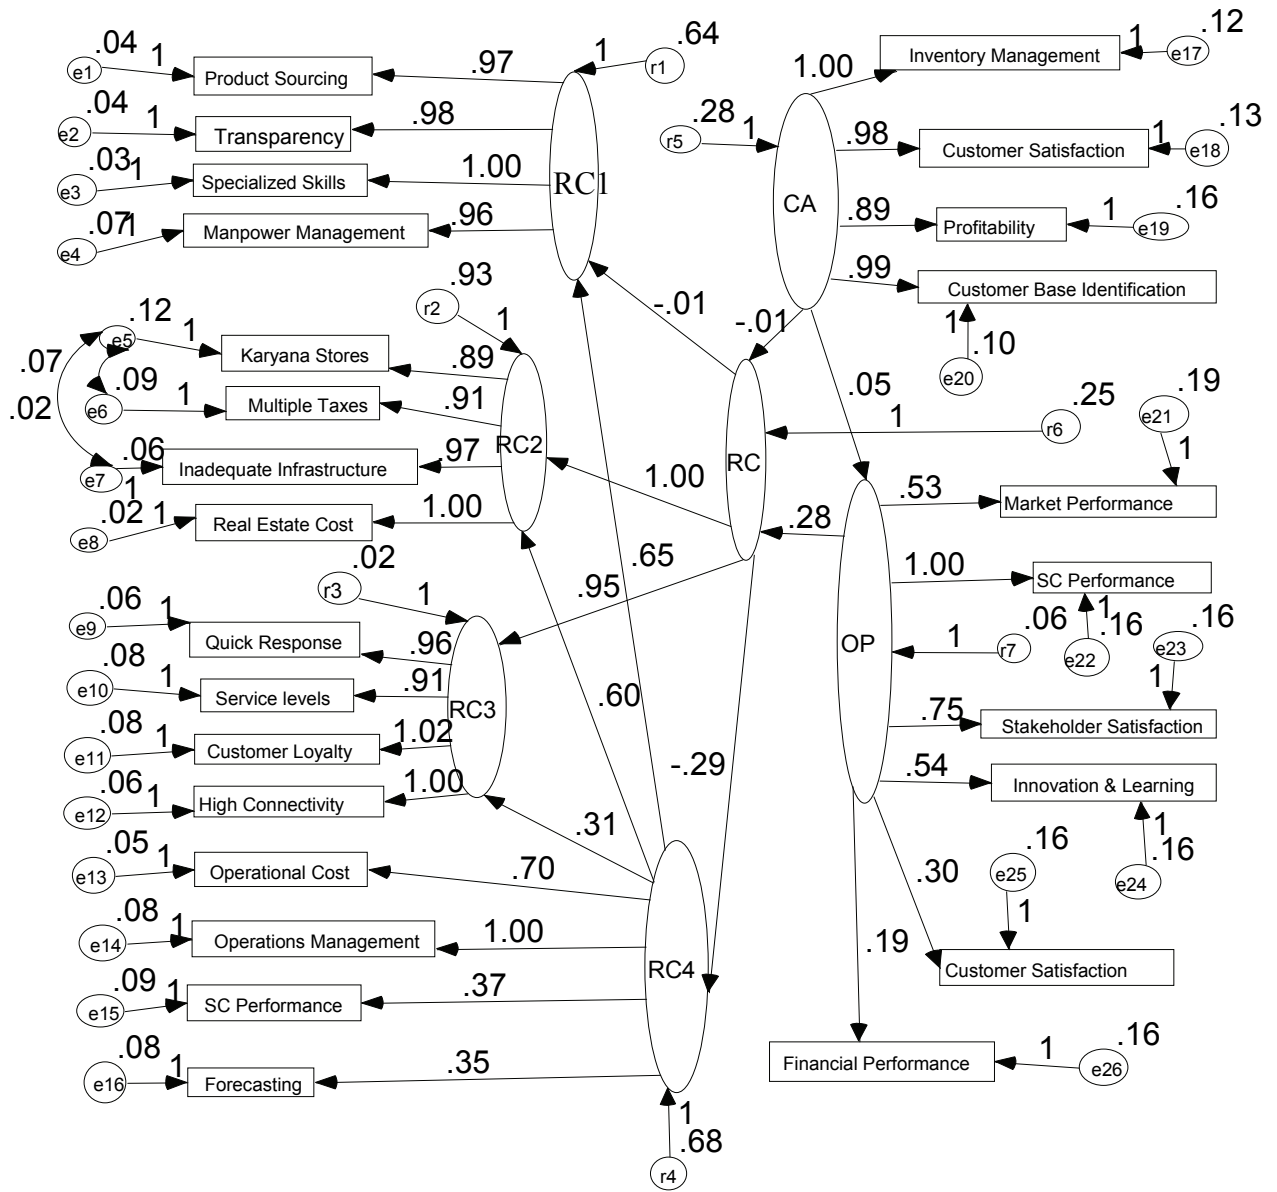 .04
1
e1
Product Sourcing
.97
1
.64
r1
.04
1
e2
Transparency
.98
.03
1
e3
Specialized Skills
1.00
RC1
.07
1
e4
Manpower Management
.96
.93
r2
1
.12
1
e5
Karyana Stores
.89
.07
.09
1
e6
Multiple Taxes
.91
.02
.06
1
e7
Inadequate Infrastructure
.97
RC2
.02
1
e8
Real Estate Cost
1.00
.02
r3
1
.06
1
e9
Quick Response
.96
.08
1
e10
Service levels
.91
RC3
.08
1
e11
Customer Loyalty
1.02
.06
1
e12
High Connectivity
1.00
.05
1
e13
Operational Cost
.70
.08
1
e14
Operations Management
1.00
RC4
.09
1
e15
SC Performance
.37
.08
1
e16
Forecasting
.35
1
.68
r4
-.01
-.01
RC
1.00
.65
.95
.60
-.29
.31
.28
1
r5
CA
1.00
Inventory Management
1
.12
e17
.98
Customer Satisfaction
1
.13
e18
.89
Profitability
1
.16
e19
.99
Customer Base Identification
1
.10
e20
.05
1
.25
r6
.28
OP
.19
e21
1
.53
Market Performance
1.00
SC Performance
1
.16
e22
1
.06
r7
.16
e23
1
.75
Stakeholder Satisfaction
.54
Innovation & Learning
1
.16
e24
.30
.16
e25
1
Customer Satisfaction
.19
Financial Performance
1
.16
e26